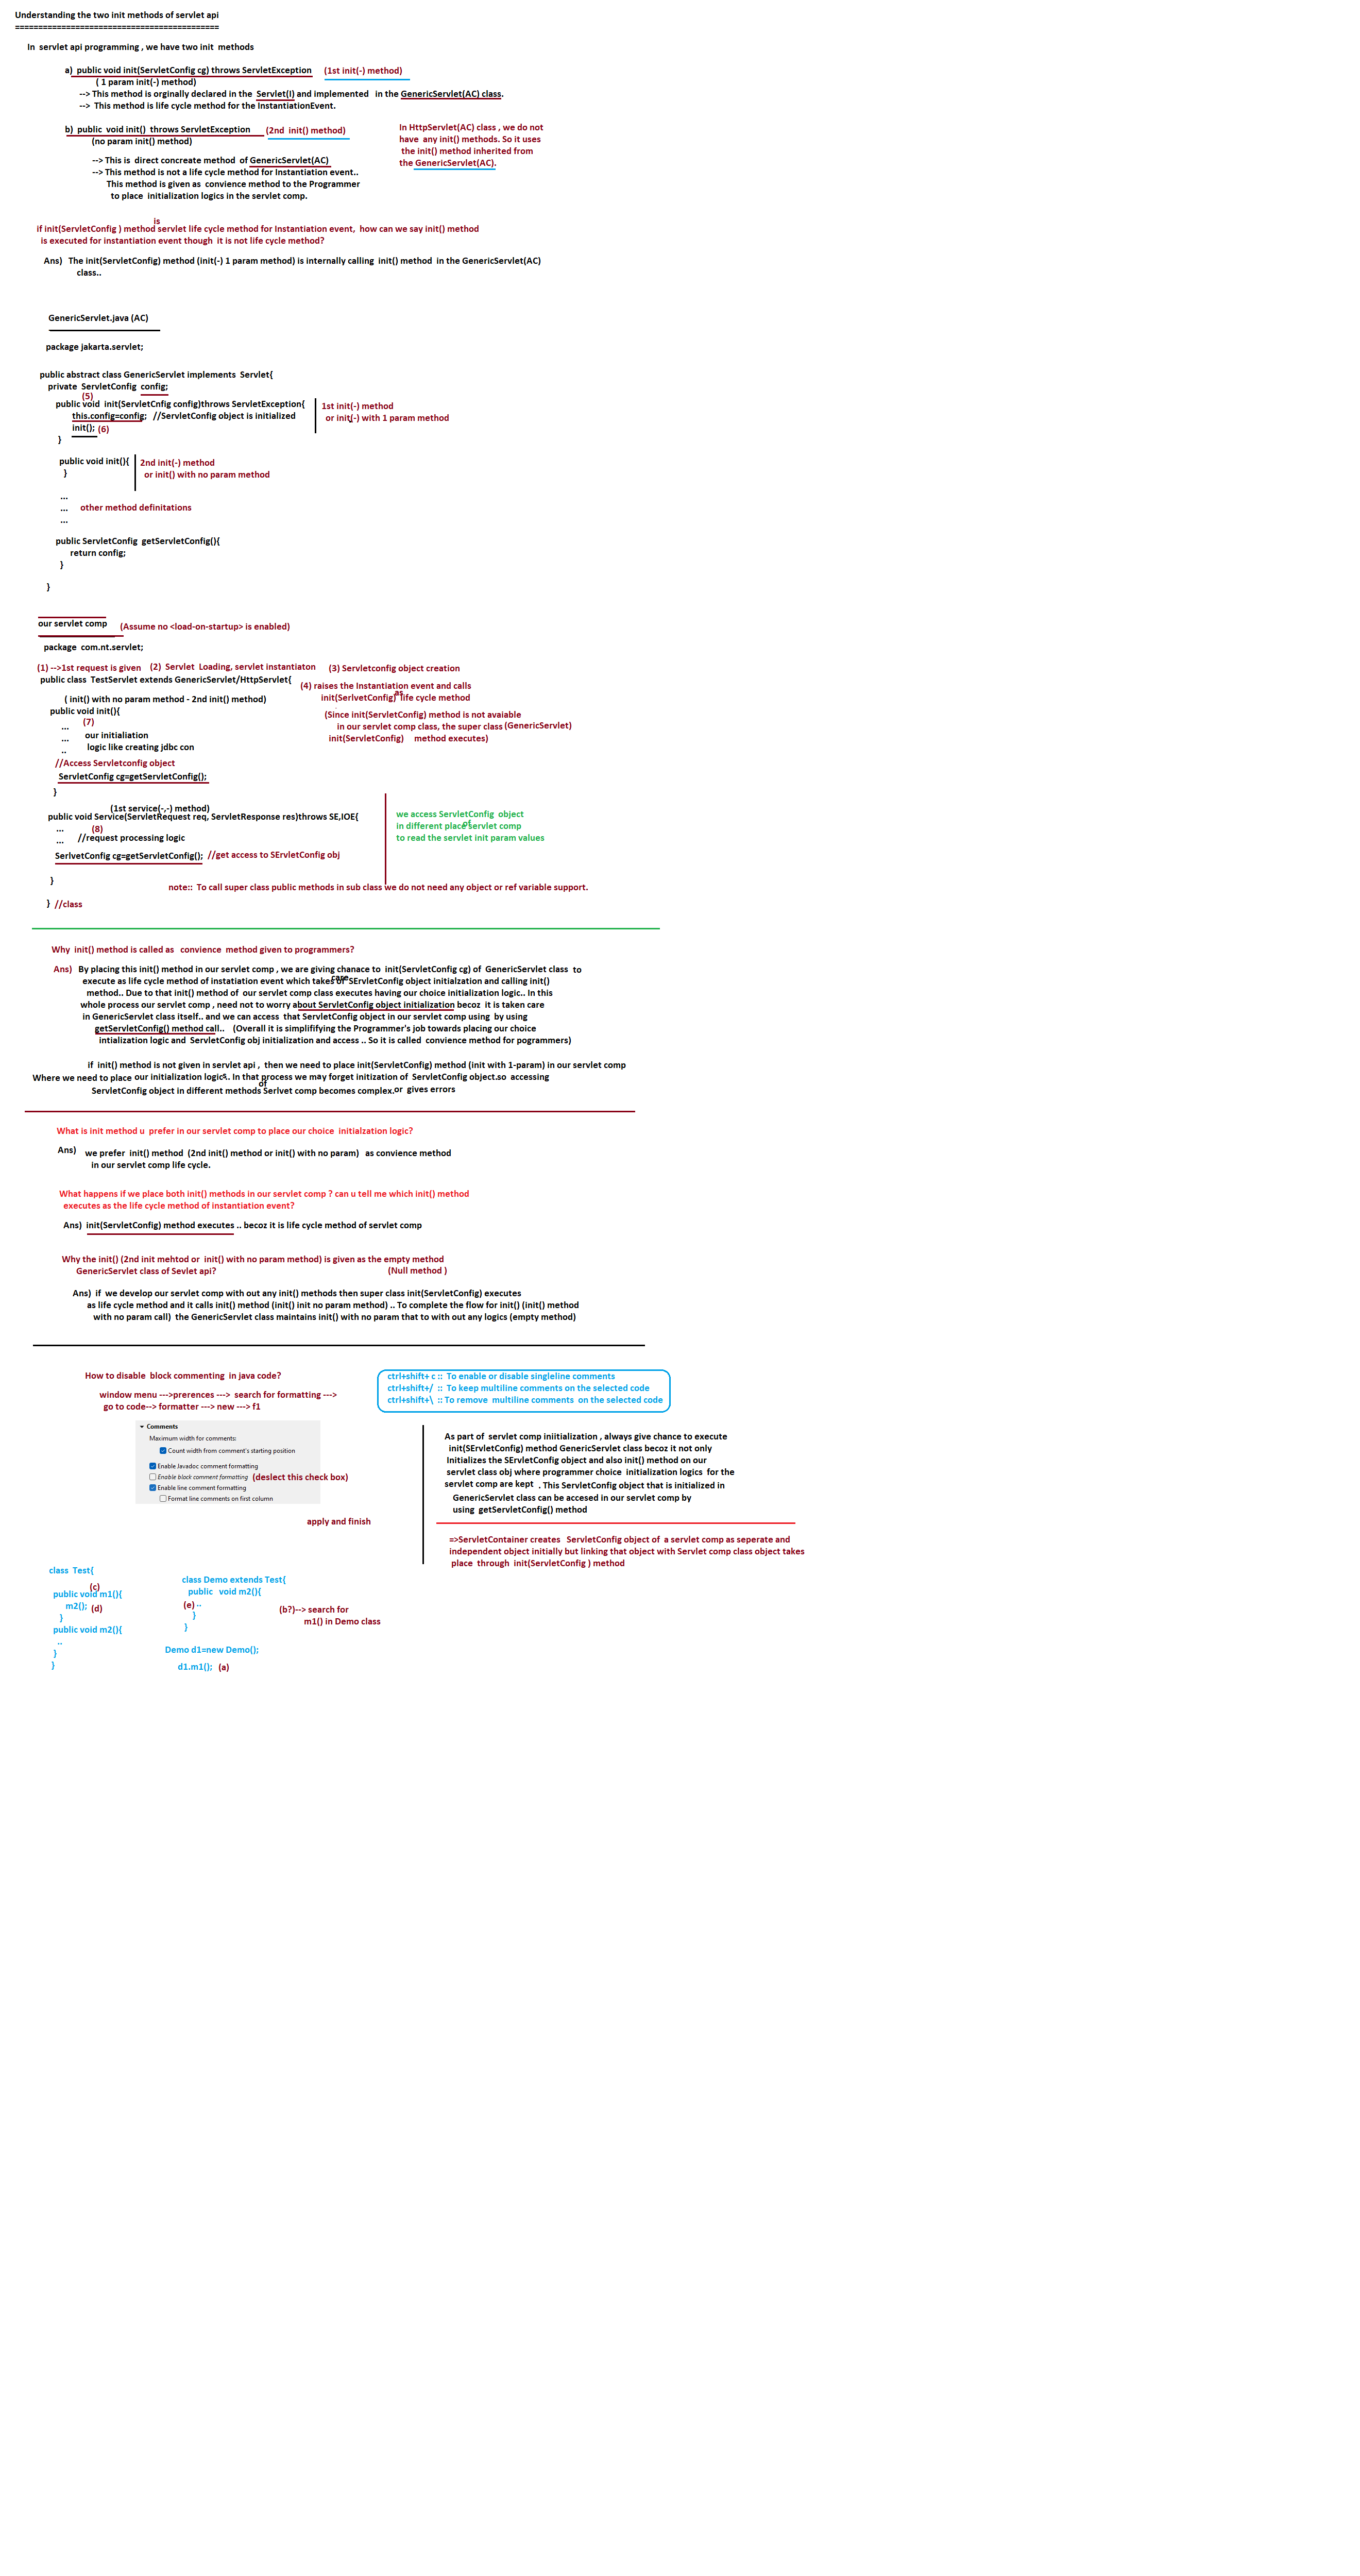 Understanding the two init methods of servlet api
============================================
In  servlet api programming , we have two init  methods
a)  public void init(ServletConfig cg) throws ServletException     (1st init(-) method)
( 1 param init(-) method)
--> This method is orginally declared in the  Servlet(I) and implemented   in the GenericServlet(AC) class.
-->  This method is life cycle method for the InstantiationEvent.
b)  public  void init()  throws ServletException     (2nd  init() method)
(no param init() method)
--> This is  direct concreate method  of GenericServlet(AC)
--> This method is not a life cycle method for Instantiation event..
This method is given as  convience method to the Programmer
to place  initialization logics in the servlet comp.
In HttpServlet(AC) class , we do not
have  any init() methods. So it uses
the init() method inherited from
the GenericServlet(AC).
is
if init(ServletConfig ) method servlet life cycle method for Instantiation event,  how can we say init() method
is executed for instantiation event though  it is not life cycle method?
Ans)   The init(ServletConfig) method (init(-) 1 param method) is internally calling  init() method  in the GenericServlet(AC)
class..
GenericServlet.java (AC)
package jakarta.servlet;
public abstract class GenericServlet implements  Servlet{
private  ServletConfig  config;
(5)
public void  init(ServletCnfig config)throws ServletException{
this.config=config;   //ServletConfig object is initialized
init(); (6)
}
1st init(-) method
or init(-) with 1 param method
public void init(){
}
2nd init(-) method
or init() with no param method
...
...      other method definitations
...
public ServletConfig  getServletConfig(){
return config;
}
}
our servlet comp      (Assume no <load-on-startup> is enabled)
package  com.nt.servlet;
(1) -->1st request is given    (2)  Servlet  Loading, servlet instantiaton      (3) Servletconfig object creation
public class  TestServlet extends GenericServlet/HttpServlet{
(4) raises the Instantiation event and calls
as
init(SerlvetConfig)  life cycle method
( init() with no param method - 2nd init() method)
public void init(){
(7)
...
our initialiation
...
logic like creating jdbc con
..
(Since init(ServletConfig) method is not avaiable
in our servlet comp class, the super class (GenericServlet)
init(ServletConfig)     method executes)
//Access Servletconfig object
ServletConfig cg=getServletConfig();
}
(1st service(-,-) method)
public void Service(ServletRequest req, ServletResponse res)throws SE,IOE{
...            (8)
...       //request processing logic
SerlvetConfig cg=getServletConfig();  //get access to SErvletConfig obj
}
we access ServletConfig  object
of
in different place servlet comp
to read the servlet init param values
note::  To call super class public methods in sub class we do not need any object or ref variable support.
}  //class
Why  init() method is called as   convience  method given to programmers?
Ans)   By placing this init() method in our servlet comp , we are giving chanace to  init(ServletConfig cg) of  GenericServlet class  to
care
execute as life cycle method of instatiation event which takes of SErvletConfig object initialzation and calling init()
method.. Due to that init() method of  our servlet comp class executes having our choice initialization logic.. In this
whole process our servlet comp , need not to worry about ServletConfig object initialization becoz  it is taken care
in GenericServlet class itself.. and we can access  that ServletConfig object in our servlet comp using  by using
getServletConfig() method call..    (Overall it is simplififying the Programmer's job towards placing our choice
intialization logic and  ServletConfig obj initialization and access .. So it is called  convience method for pogrammers)
if  init() method is not given in servlet api ,  then we need to place init(ServletConfig) method (init with 1-param) in our servlet comp
Where we need to place our initialization logics.. In that process we may forget initization of  ServletConfig object.so  accessing
of
ServletConfig object in different methods Serlvet comp becomes complex.or  gives errors
What is init method u  prefer in our servlet comp to place our choice  initialzation logic?
Ans)    we prefer  init() method  (2nd init() method or init() with no param)   as convience method
in our servlet comp life cycle.
What happens if we place both init() methods in our servlet comp ? can u tell me which init() method
executes as the life cycle method of instantiation event?
Ans)  init(ServletConfig) method executes .. becoz it is life cycle method of servlet comp
Why the init() (2nd init mehtod or  init() with no param method) is given as the empty method
GenericServlet class of Sevlet api?
(Null method )
Ans)  if  we develop our servlet comp with out any init() methods then super class init(ServletConfig) executes
as life cycle method and it calls init() method (init() init no param method) .. To complete the flow for init() (init() method
with no param call)  the GenericServlet class maintains init() with no param that to with out any logics (empty method)
How to disable  block commenting  in java code?
window menu --->prerences --->  search for formatting --->
go to code--> formatter ---> new ---> f1
ctrl+shift+ c ::  To enable or disable singleline comments
ctrl+shift+/  ::  To keep multiline comments on the selected code
ctrl+shift+\  :: To remove  multiline comments  on the selected code
Comments
Maximum width for comments:
Count width from comment's starting position
Enable Javadoc comment formatting
Enable block comment formatting  (deslect this check box)
Enable line comment formatting
Format line comments on first column
apply and finish
As part of  servlet comp iniitialization , always give chance to execute
init(SErvletConfig) method GenericServlet class becoz it not only
Initializes the SErvletConfig object and also init() method on our
servlet class obj where programmer choice  initialization logics  for the
servlet comp are kept  . This ServletConfig object that is initialized in
GenericServlet class can be accesed in our servlet comp by
using  getServletConfig() method
=>ServletContainer creates   ServletConfig object of  a servlet comp as seperate and
independent object initially but linking that object with Servlet comp class object takes
place  through  init(ServletConfig ) method
class  Test{
(c)
public void m1(){
m2();  (d)
}
public void m2(){
..
}
}
class Demo extends Test{
public   void m2(){
(e) ..
}
}
(b?)--> search for
m1() in Demo class
Demo d1=new Demo();
d1.m1();   (a)